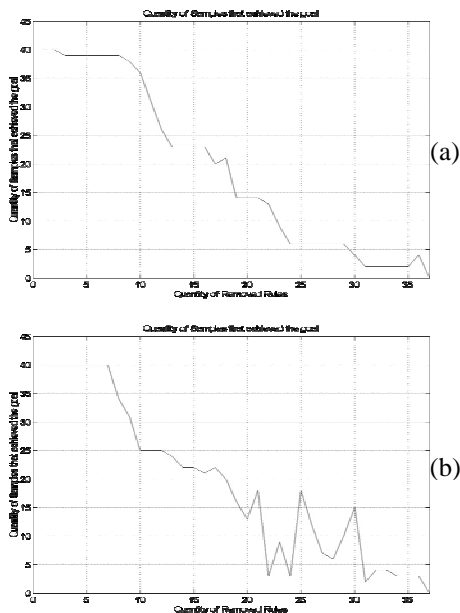 Quantity of Samples that achieved the goal
Quantity of Samples that achieved the goal
45
40
35
30
25
20
15
10
5
0
0 5 10 15 20 25 30 35
Quantity of Removed Rules
(a)
Quantity of Samples that achieved the goal
Quantity of Samples that achieved the goal
45
40
35
30
25
20
15
10
5
0
0 5 10 15 20 25 30 35
Quantity of Removed Rules
(b)